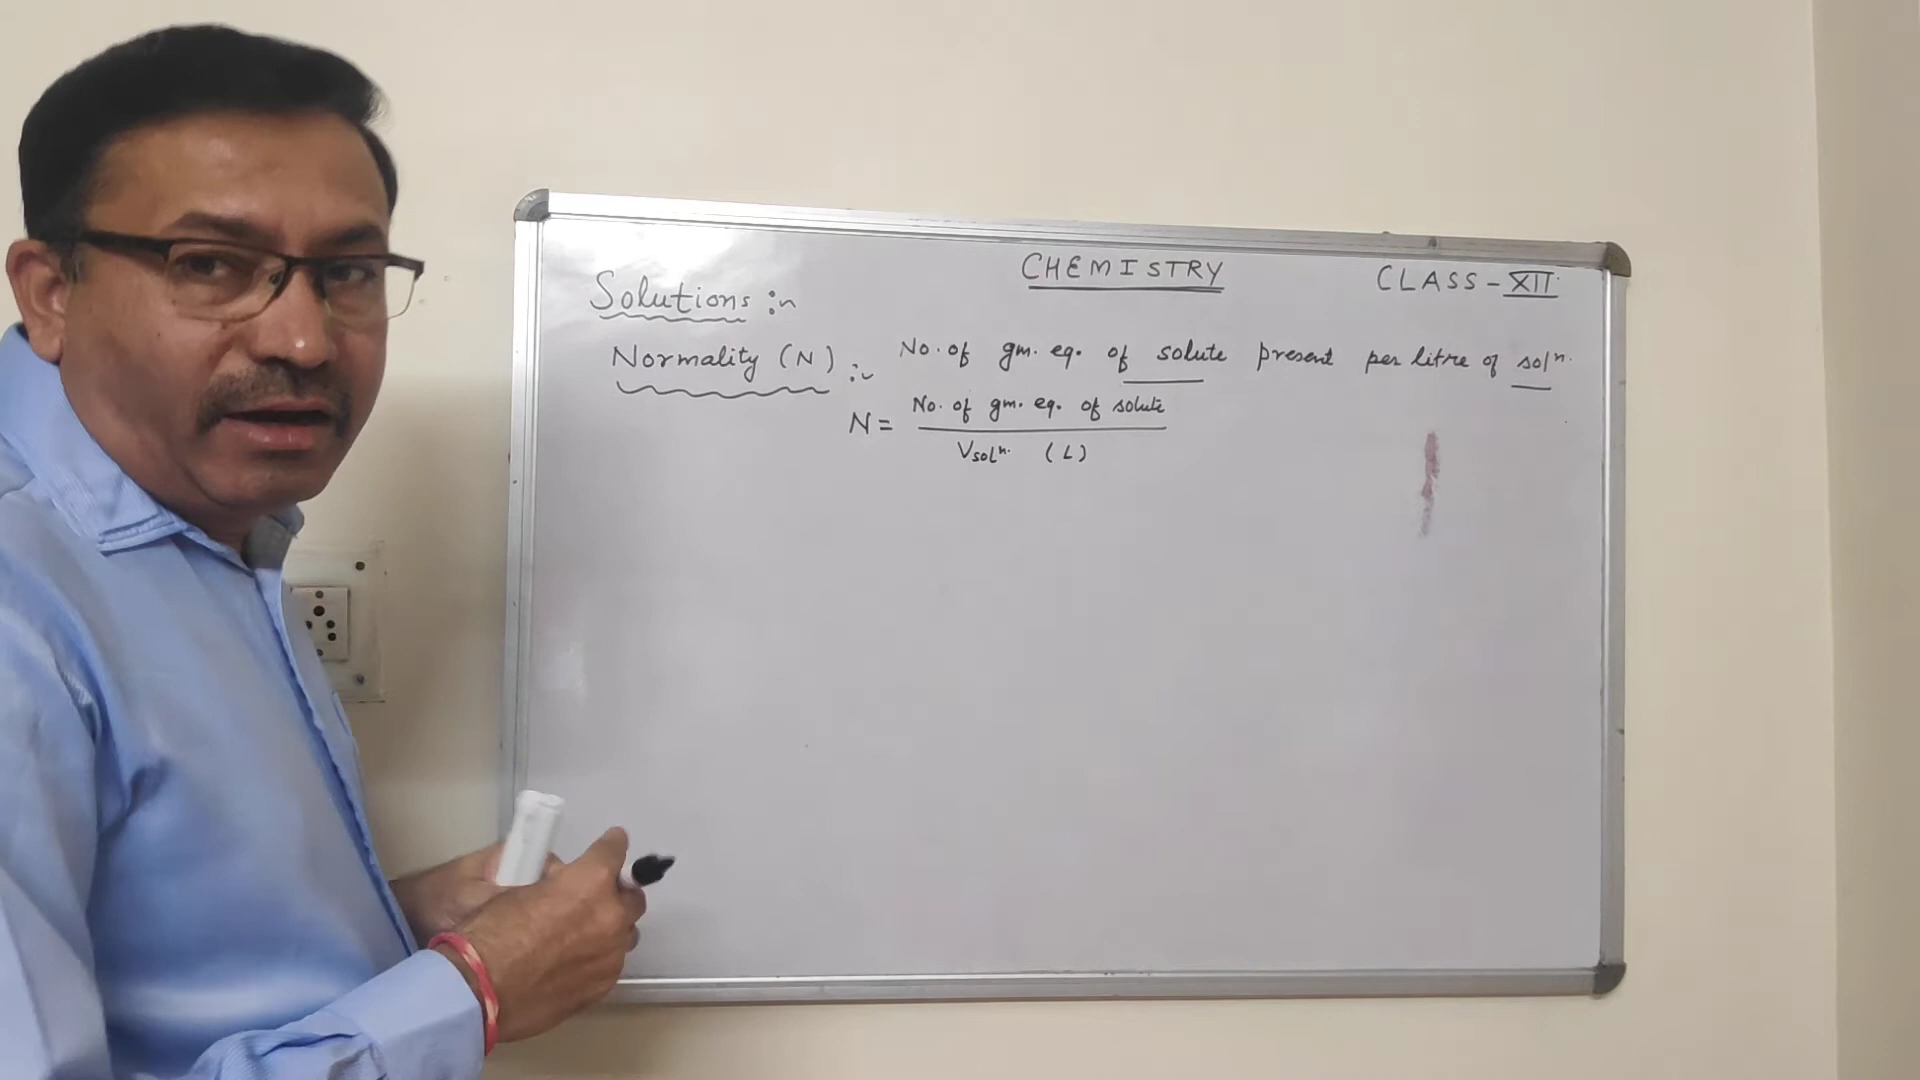 CHEMISTRY
CLASS - XII
Solutions :~
Normality (N) :~ No. of gm. eq. of solute present per litre of solⁿ.
N = No. of gm. eq. of solute
Vsolⁿ. (L)